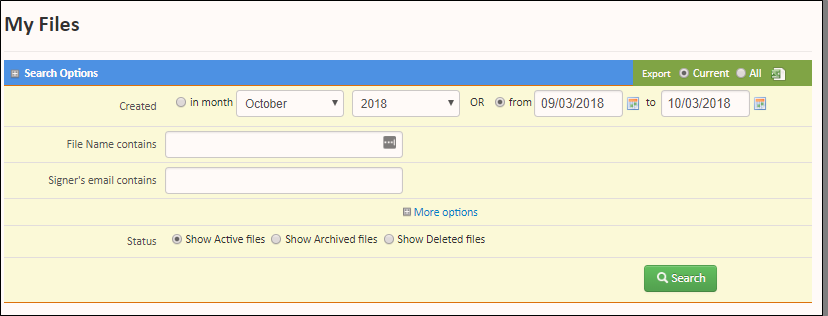 My Files
Search Options Export Current All
Created in month October 2018 OR from 09/03/2018 to 10/03/2018
File Name contains
Signer's email contains
More options
Status Show Active files Show Archived files Show Deleted files
Search